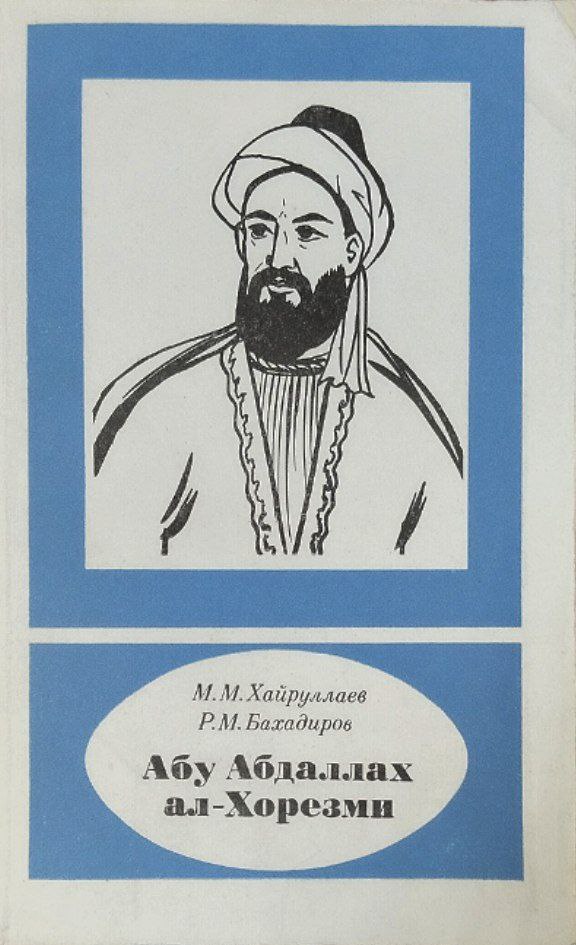 М. М. Хайруллаев
Р. М. Бахадиров
Абу Абдаллах
ал-Хорезми